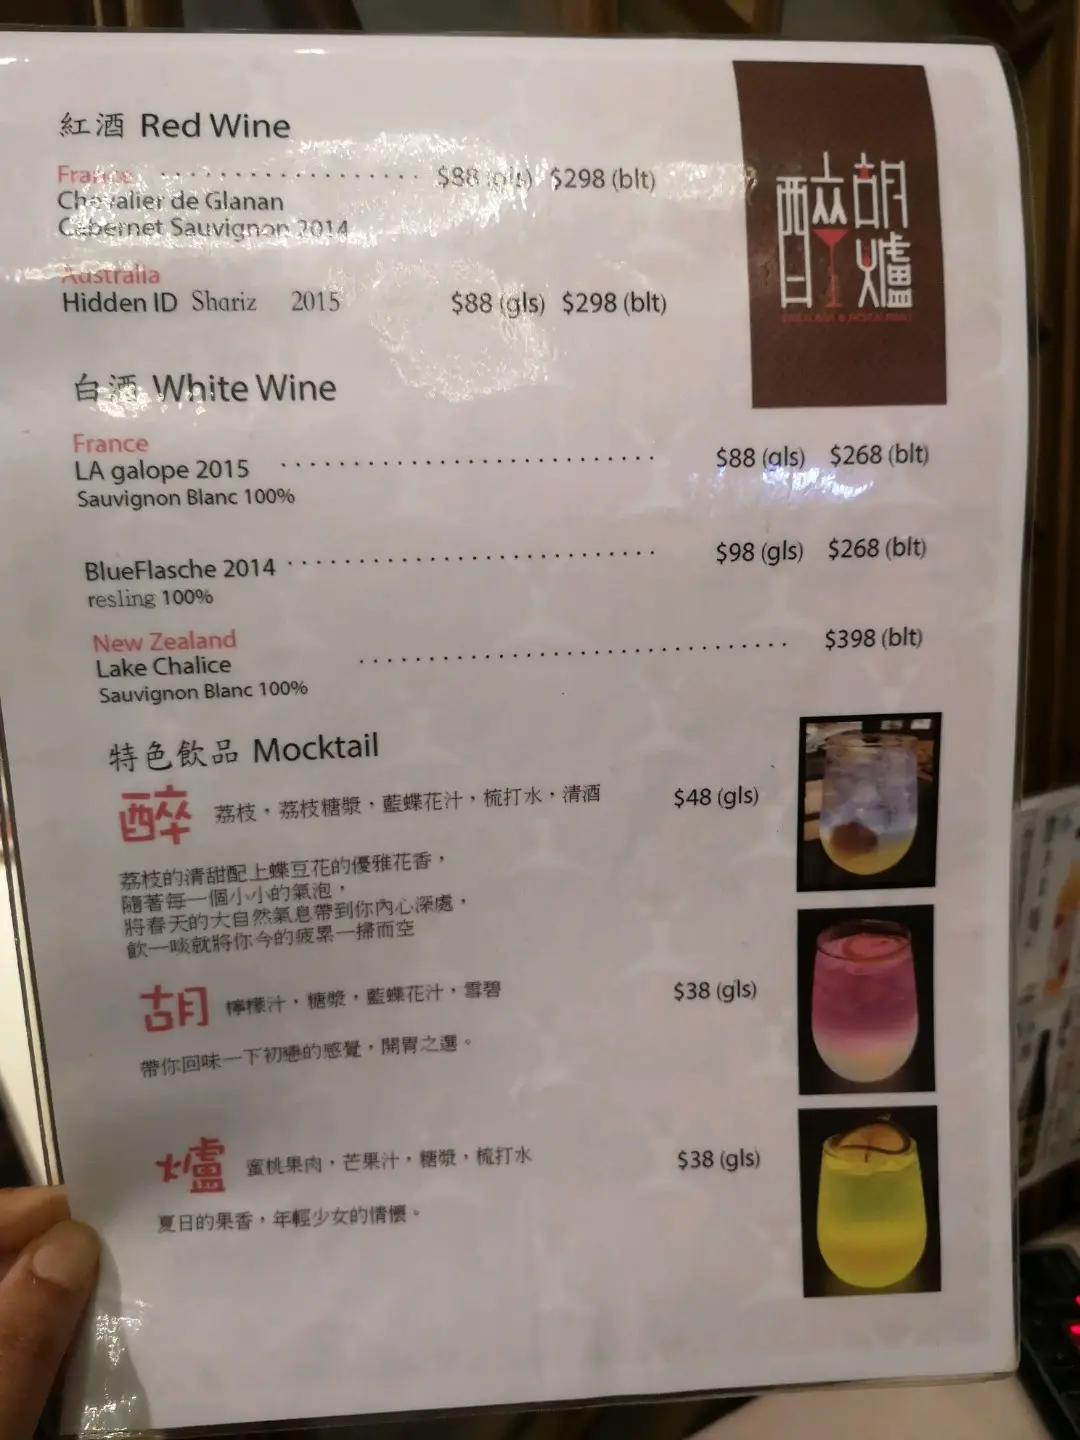 紅酒 Red Wine
France ·················· $88 (gls) $298 (blt)
Chevalier de Glanan
Cabernet Sauvignon 2014
Australia
Hidden ID Shariz 2015 $88 (gls) $298 (blt)
白酒 White Wine
France
LA galope 2015 ··························· $88 (gls) $268 (blt)
Sauvignon Blanc 100%
BlueFlasche 2014 ·························· $98 (gls) $268 (blt)
resling 100%
New Zealand
Lake Chalice ······························· $398 (blt)
Sauvignon Blanc 100%
特色飲品 Mocktail
醉 荔枝，荔枝糖漿，藍蝶花汁，梳打水，清酒 $48 (gls)
荔枝的清甜配上蝶豆花的優雅花香，
隨著每一個小小的氣泡，
將春天的大自然氣息帶到你內心深處，
飲一啖就將你今的疲累一掃而空
胡 檸檬汁，糖漿，藍蝶花汁，雪碧 $38 (gls)
帶你回味一下初戀的感覺，開胃之選。
爐 蜜桃果肉，芒果汁，糖漿，梳打水 $38 (gls)
夏日的果香，年輕少女的情懷。
醉胡爐